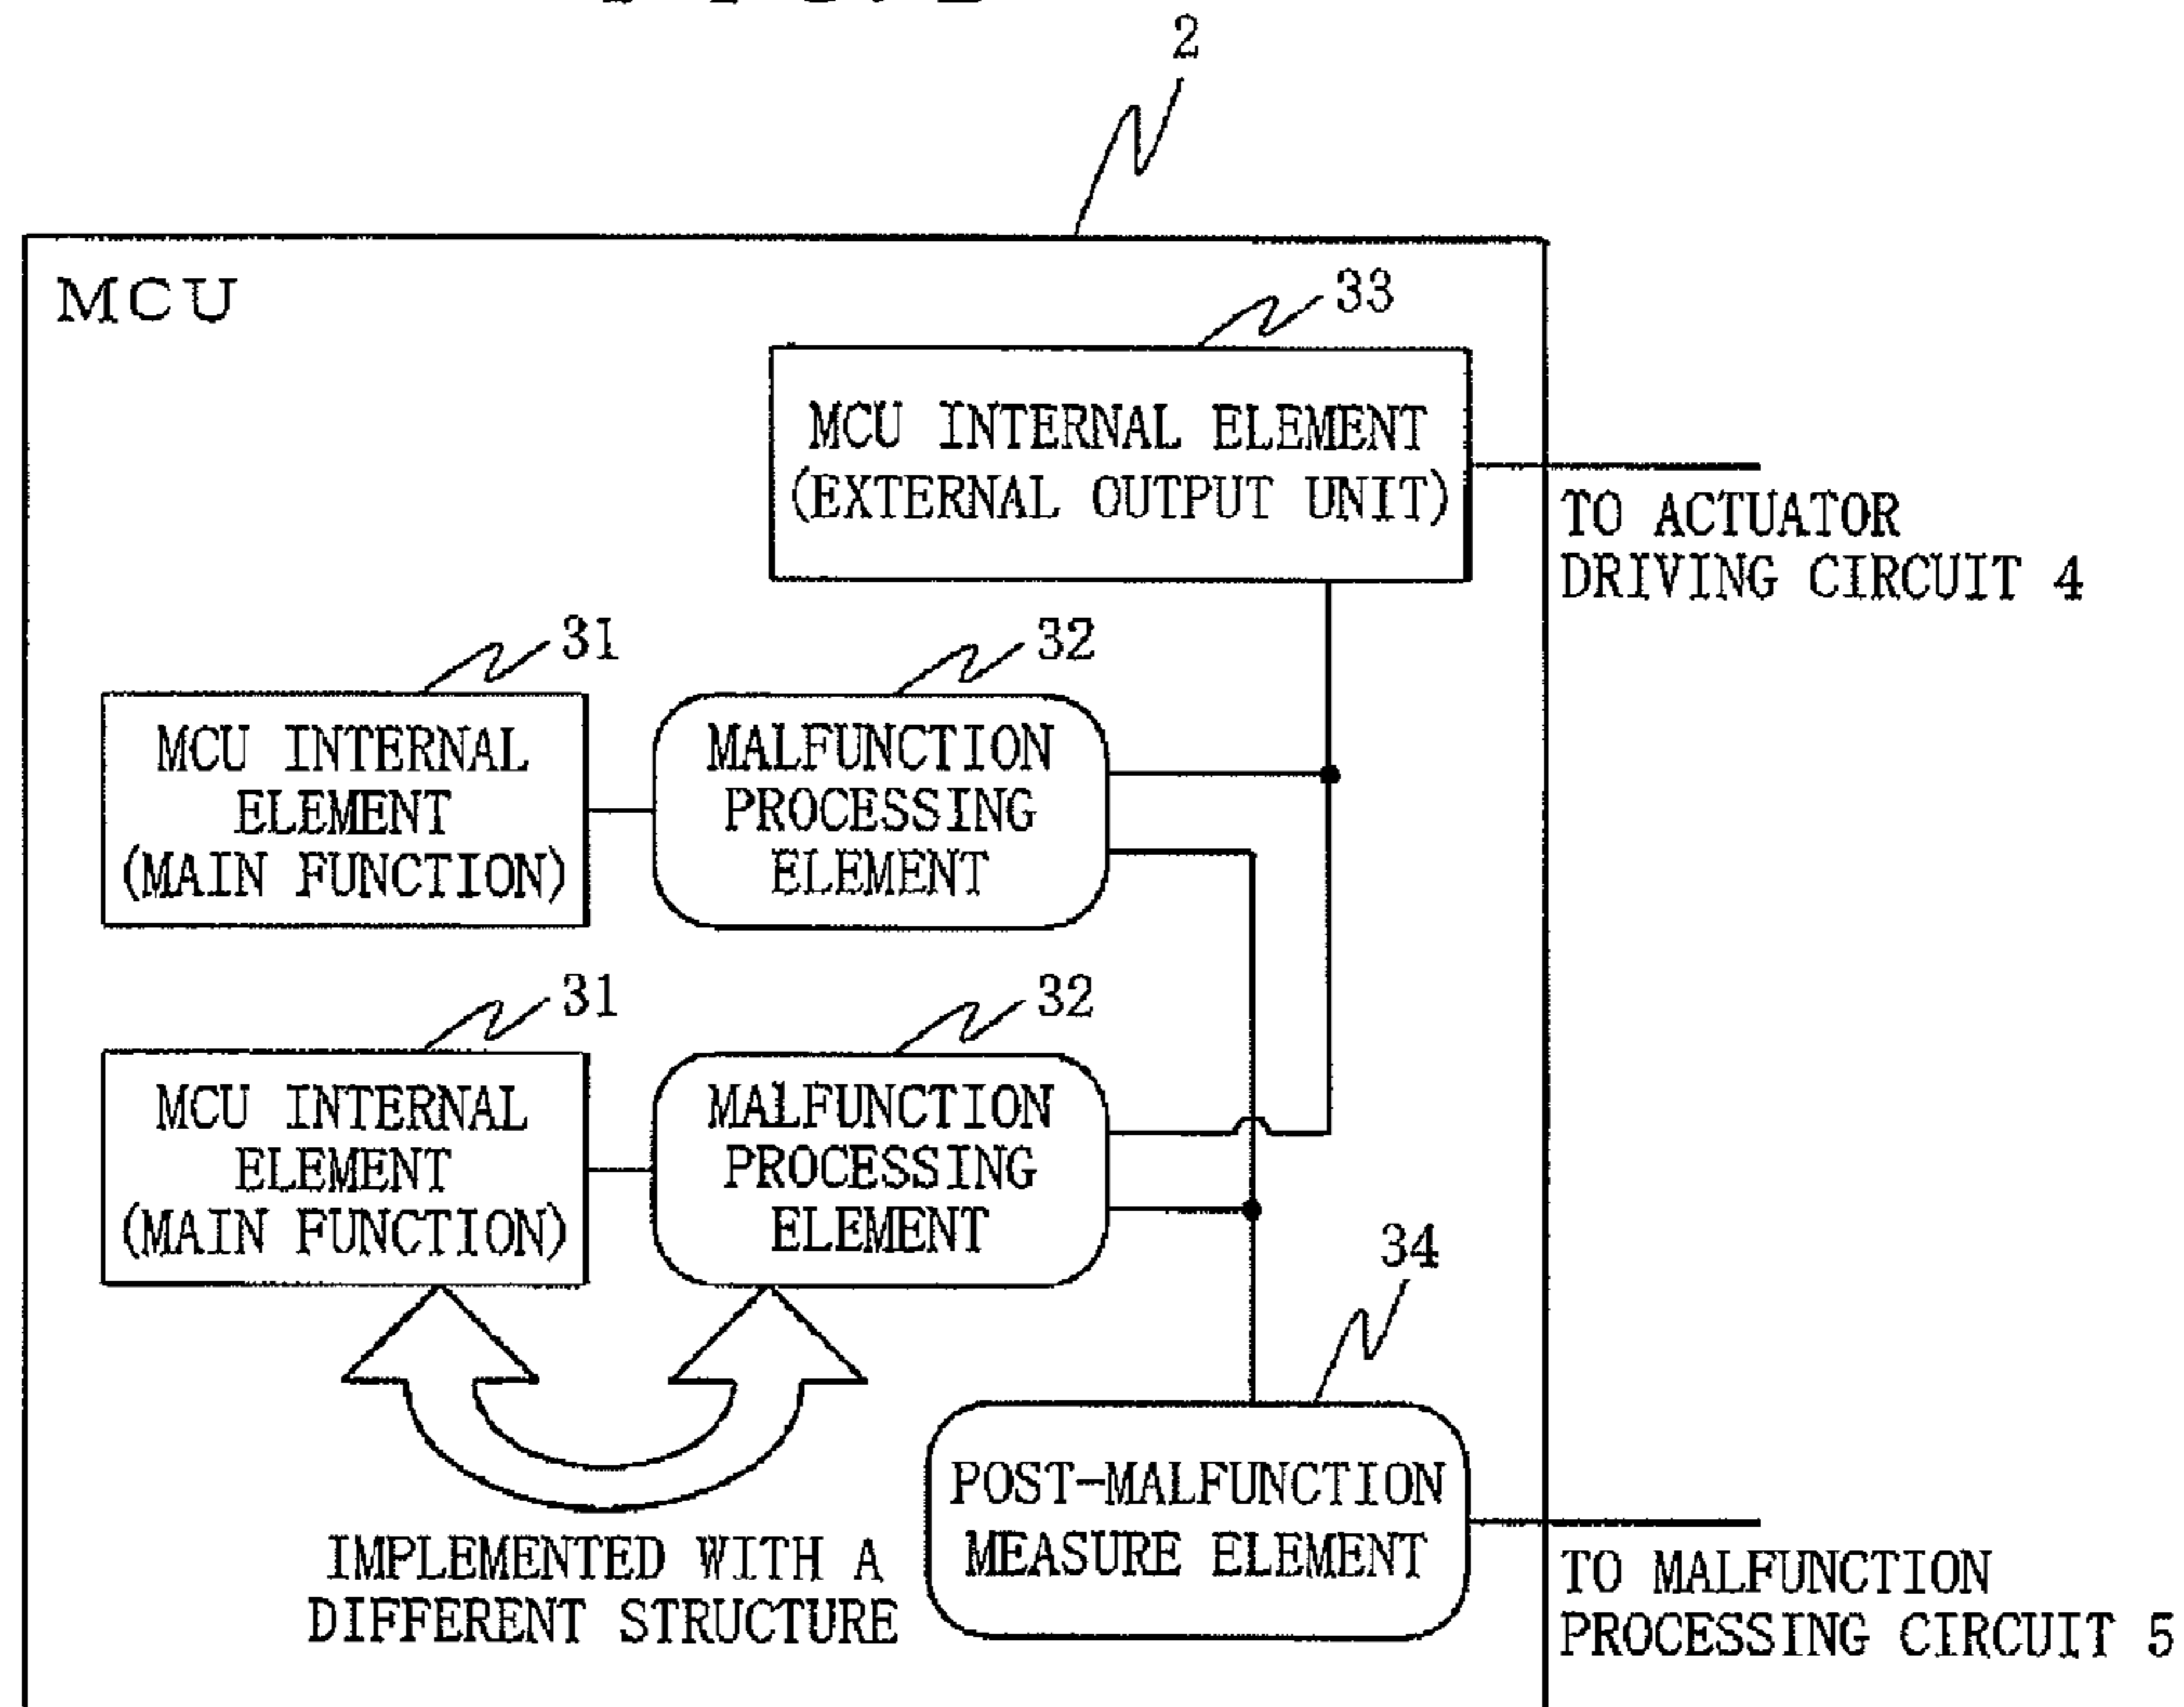 2
MCU
33
MCU INTERNAL ELEMENT
(EXTERNAL OUTPUT UNIT)
TO ACTUATOR
DRIVING CIRCUIT 4
31
32
MCU INTERNAL
ELEMENT
(MAIN FUNCTION)
MALFUNCTION
PROCESSING
ELEMENT
31
32
MCU INTERNAL
ELEMENT
(MAIN FUNCTION)
MALFUNCTION
PROCESSING
ELEMENT
34
POST-MALFUNCTION
MEASURE ELEMENT
IMPLEMENTED WITH A
DIFFERENT STRUCTURE
TO MALFUNCTION
PROCESSING CIRCUIT 5